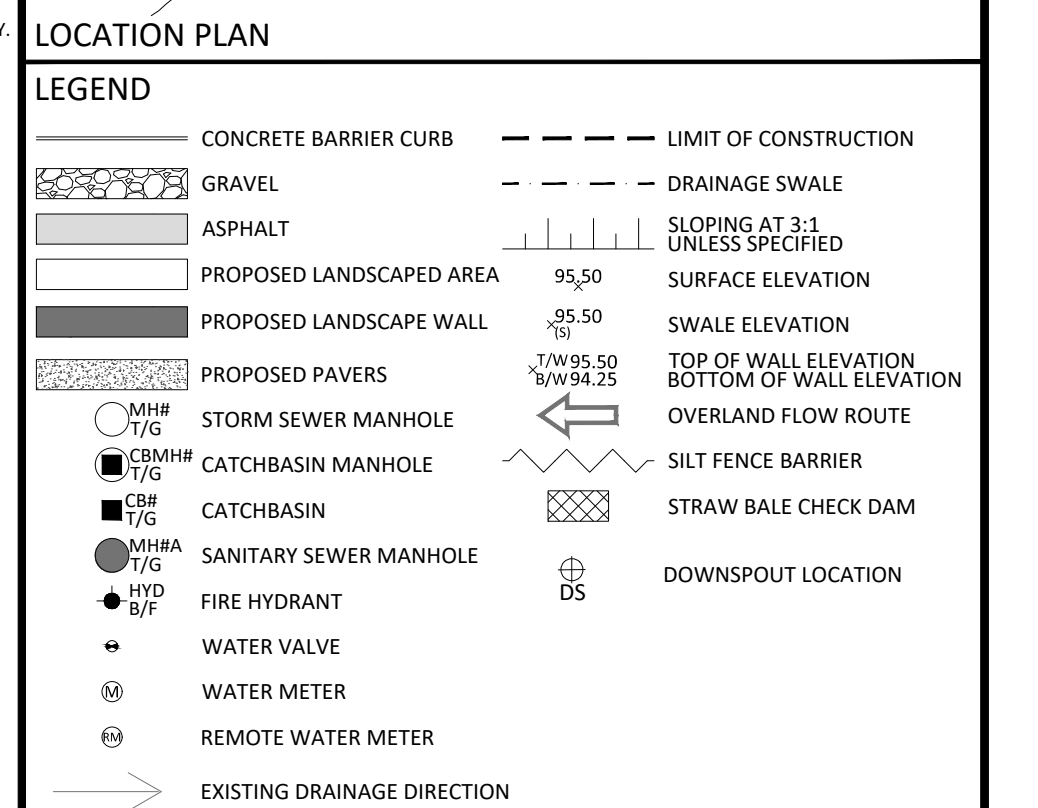 Y.
LOCATION PLAN
LEGEND
CONCRETE BARRIER CURB
GRAVEL
ASPHALT
PROPOSED LANDSCAPED AREA
PROPOSED LANDSCAPE WALL
PROPOSED PAVERS
MH#
T/G
STORM SEWER MANHOLE
CBMH#
T/G
CATCHBASIN MANHOLE
CB#
T/G
CATCHBASIN
MH#A
T/G
SANITARY SEWER MANHOLE
HYD
B/F
FIRE HYDRANT
WATER VALVE
M
WATER METER
RM
REMOTE WATER METER
EXISTING DRAINAGE DIRECTION
LIMIT OF CONSTRUCTION
DRAINAGE SWALE
SLOPING AT 3:1
UNLESS SPECIFIED
95.50
SURFACE ELEVATION
95.50
(S)
SWALE ELEVATION
T/W 95.50
B/W 94.25
TOP OF WALL ELEVATION
BOTTOM OF WALL ELEVATION
OVERLAND FLOW ROUTE
SILT FENCE BARRIER
STRAW BALE CHECK DAM
DS
DOWNSPOUT LOCATION